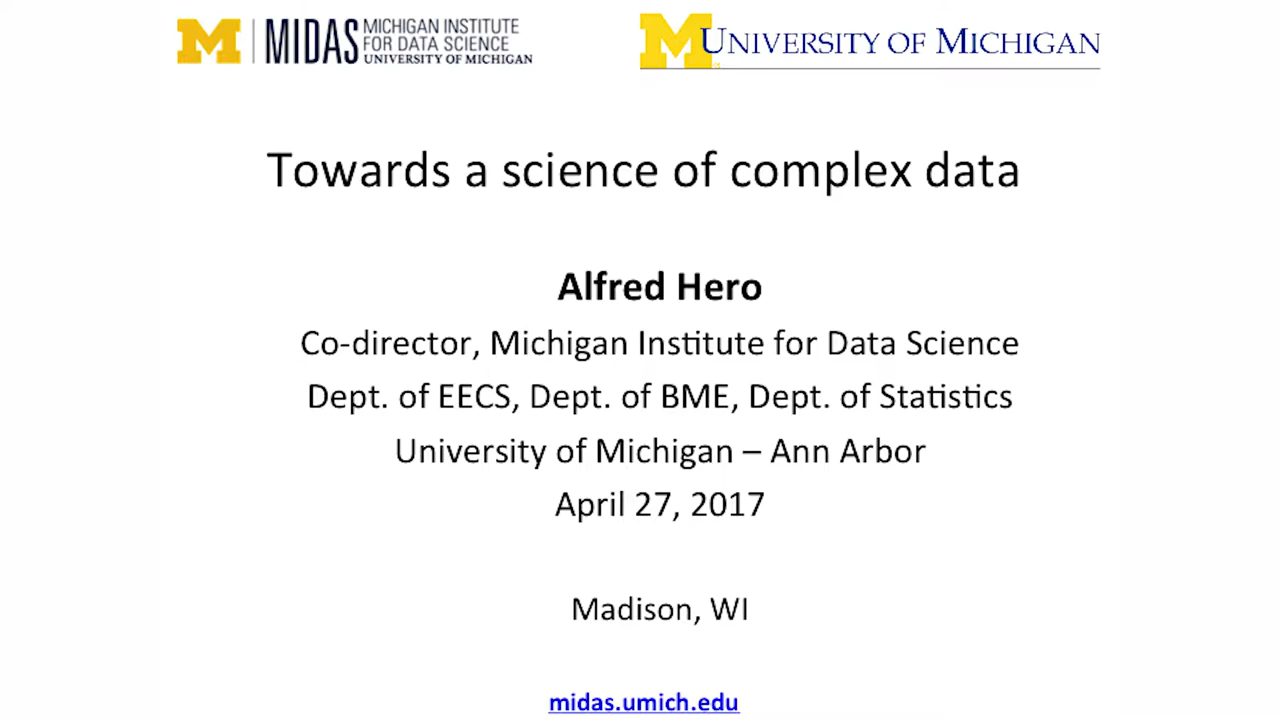 M | MIDAS MICHIGAN INSTITUTE
FOR DATA SCIENCE
UNIVERSITY OF MICHIGAN
M UNIVERSITY OF MICHIGAN
Towards a science of complex data
Alfred Hero
Co-director, Michigan Institute for Data Science
Dept. of EECS, Dept. of BME, Dept. of Statistics
University of Michigan – Ann Arbor
April 27, 2017
Madison, WI
midas.umich.edu